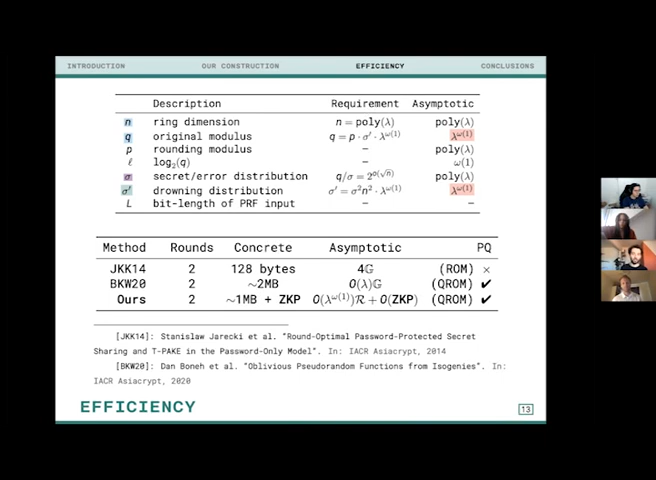 INTRODUCTION OUR CONSTRUCTION EFFICIENCY CONCLUSIONS
Description Requirement Asymptotic
n ring dimension n = poly(λ) poly(λ)
q original modulus q = p · σ′ · λ^ω(1) λ^ω(1)
p rounding modulus – poly(λ)
ℓ log₂(q) – ω(1)
σ secret/error distribution q/σ = 2^o(√n) poly(λ)
σ′ drowning distribution σ′ = σ²n² · λ^ω(1) λ^ω(1)
L bit-length of PRF input – –
Method Rounds Concrete Asymptotic PQ
JKK14 2 128 bytes 4𝔾 (ROM) ×
BKW20 2 ~2MB O(λ)𝔾 (QROM) ✔
Ours 2 ~1MB + ZKP O(λ^ω(1))R + O(ZKP) (QROM) ✔
[JKK14]: Stanislaw Jarecki et al. "Round-Optimal Password-Protected Secret
Sharing and T-PAKE in the Password-Only Model". In: IACR Asiacrypt, 2014
[BKW20]: Dan Boneh et al. "Oblivious Pseudorandom Functions from Isogenies". In:
IACR Asiacrypt, 2020
EFFICIENCY 13